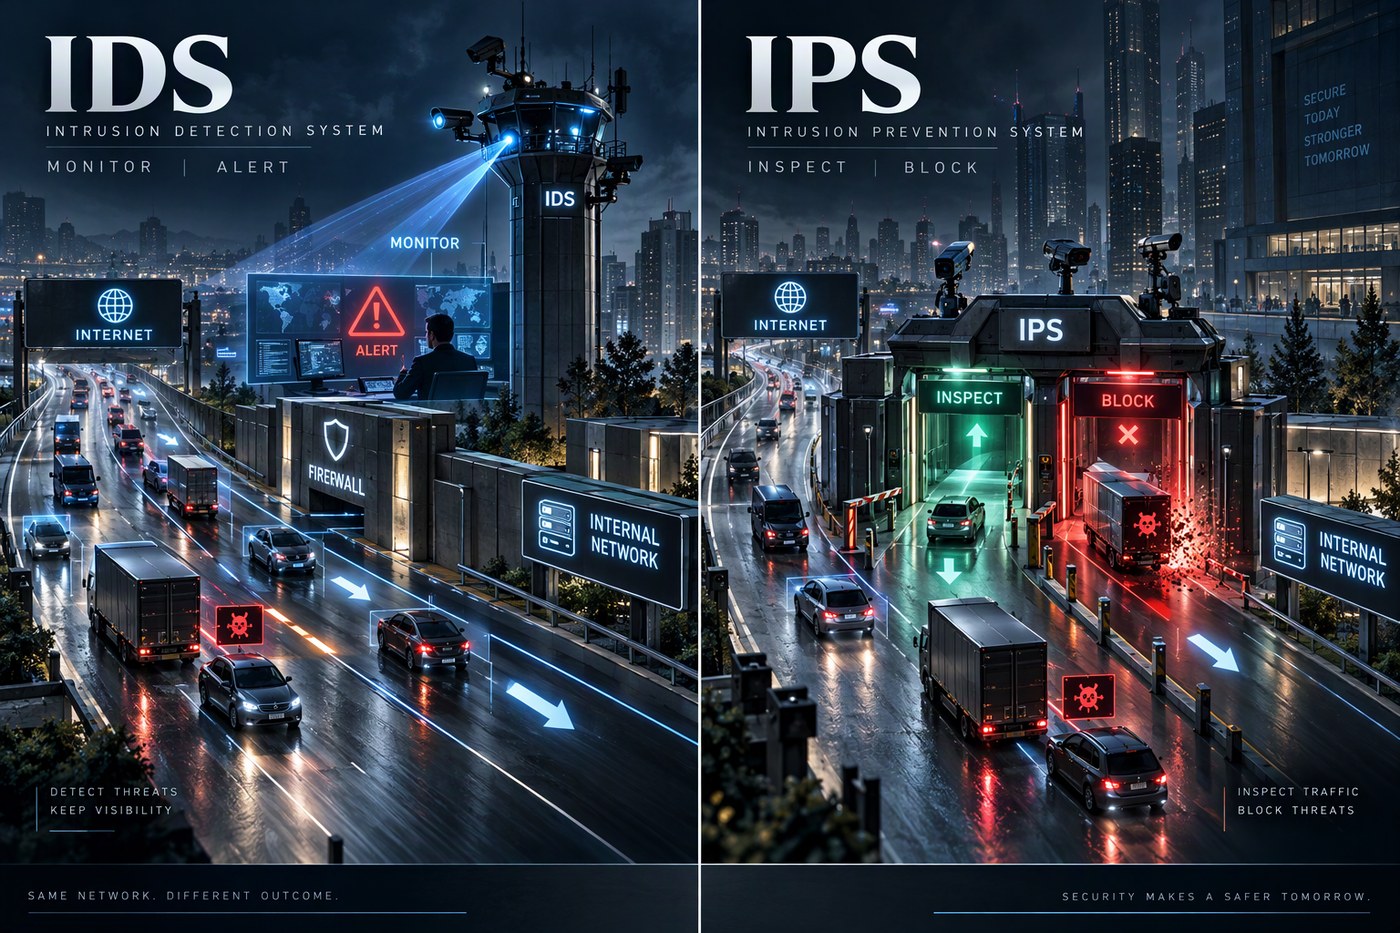 IDS
INTRUSION DETECTION SYSTEM
MONITOR | ALERT
IDS
MONITOR
INTERNET
ALERT
FIREWALL
INTERNAL
NETWORK
DETECT THREATS
KEEP VISIBILITY
SAME NETWORK. DIFFERENT OUTCOME.
IPS
INTRUSION PREVENTION SYSTEM
INSPECT | BLOCK
SECURE
TODAY
STRONGER
TOMORROW
INTERNET
IPS
INSPECT
BLOCK
INTERNAL
NETWORK
INSPECT TRAFFIC
BLOCK THREATS
SECURITY MAKES A SAFER TOMORROW.